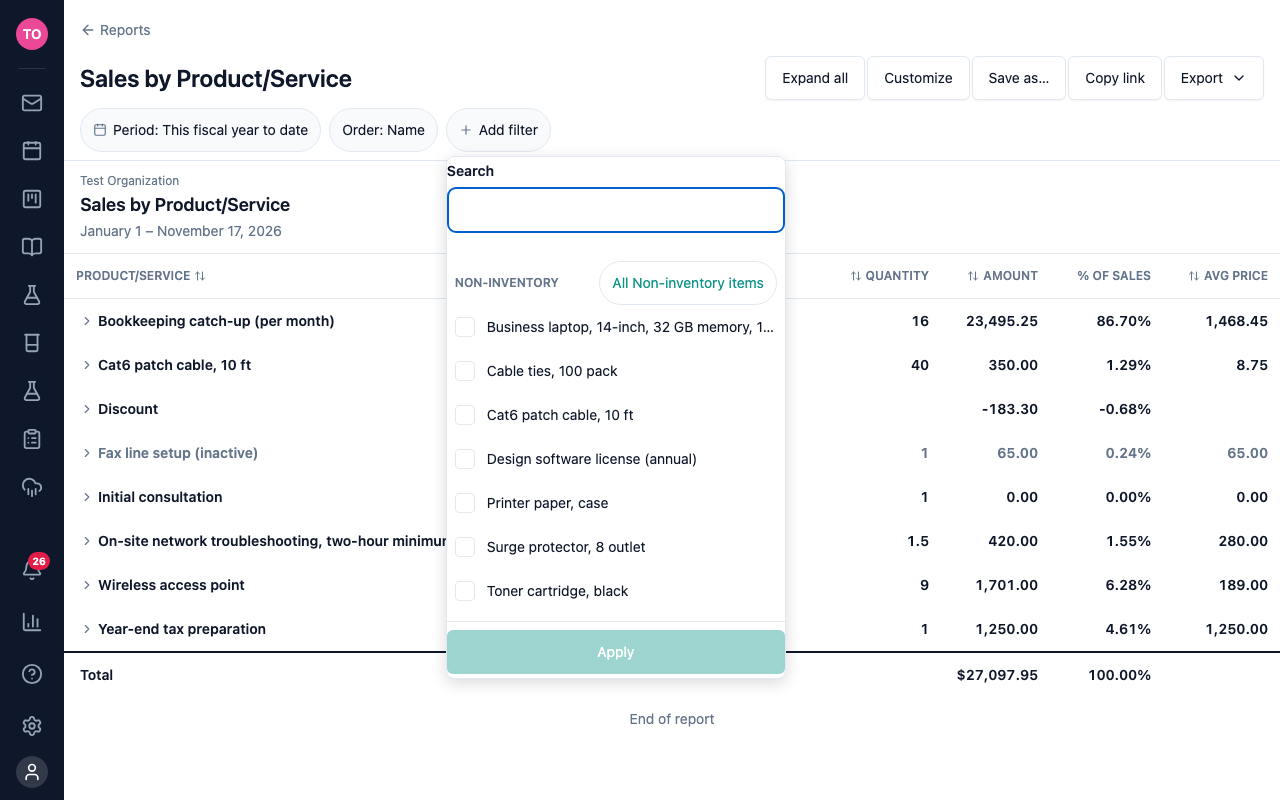 TO
Reports
Sales by Product/Service
Expand all
Customize
Save as...
Copy link
Export
Period: This fiscal year to date
Order: Name
Add filter
Test Organization
Sales by Product/Service
January 1 – November 17, 2026
Search
NON-INVENTORY
All Non-inventory items
Business laptop, 14-inch, 32 GB memory, 1...
Cable ties, 100 pack
Cat6 patch cable, 10 ft
Design software license (annual)
Printer paper, case
Surge protector, 8 outlet
Toner cartridge, black
Apply
PRODUCT/SERVICE QUANTITY AMOUNT % OF SALES AVG PRICE
Bookkeeping catch-up (per month) 16 23,495.25 86.70% 1,468.45
Cat6 patch cable, 10 ft 40 350.00 1.29% 8.75
Discount -183.30 -0.68%
Fax line setup (inactive) 1 65.00 0.24% 65.00
Initial consultation 1 0.00 0.00% 0.00
On-site network troubleshooting, two-hour 1.5 420.00 1.55% 280.00
Wireless access point 9 1,701.00 6.28% 189.00
Year-end tax preparation 1 1,250.00 4.61% 1,250.00
Total $27,097.95 100.00%
End of report
26